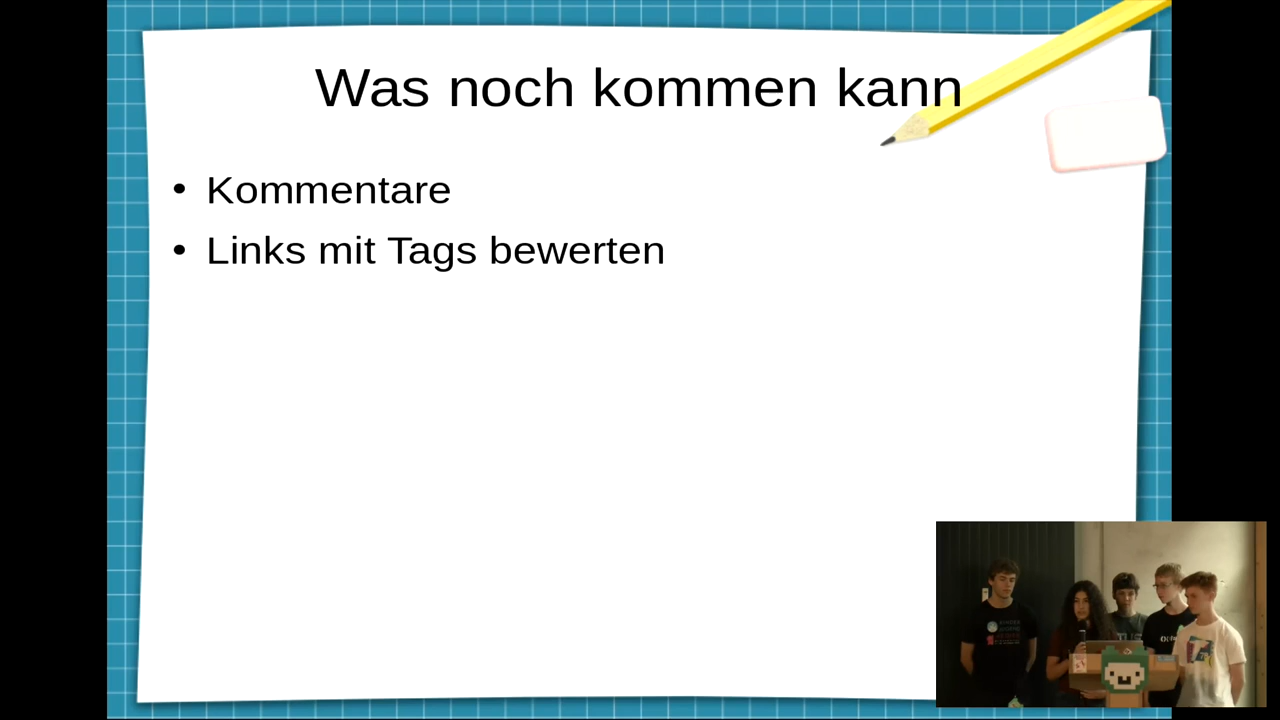 Was noch kommen kann
• Kommentare
• Links mit Tags bewerten